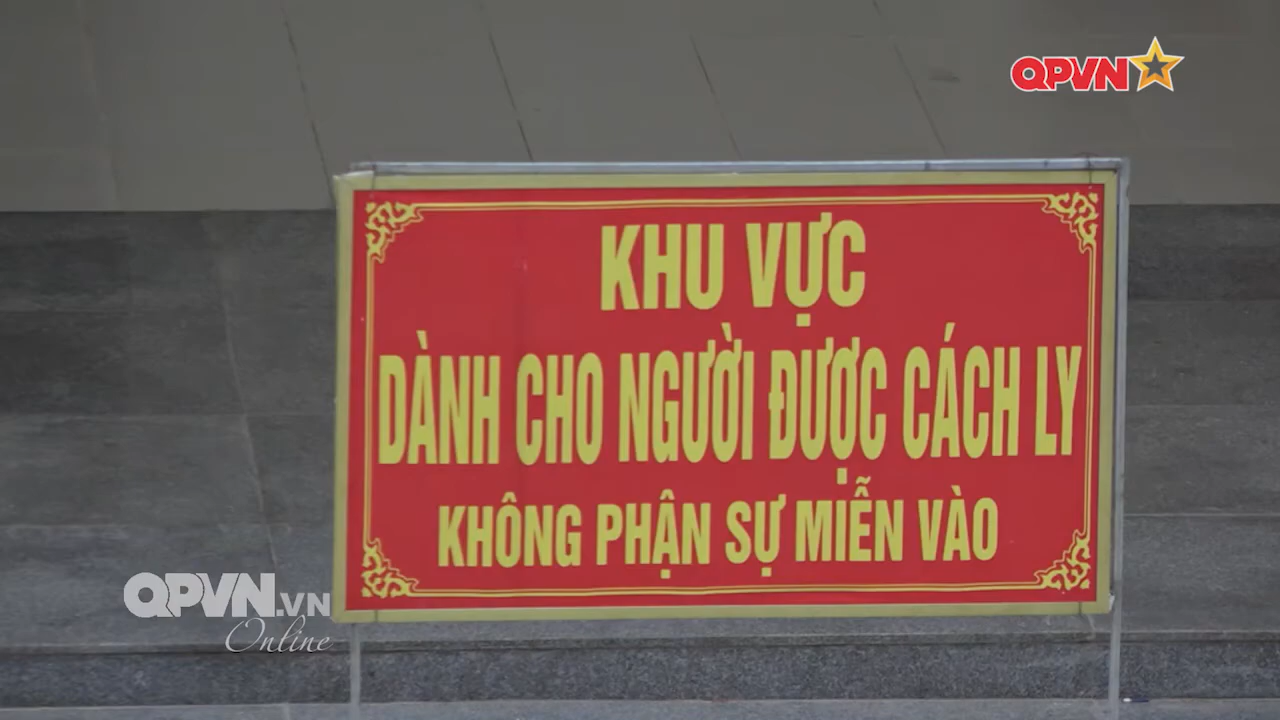 QPVN
KHU VỰC
DÀNH CHO NGƯỜI ĐƯỢC CÁCH LY
KHÔNG PHẬN SỰ MIỄN VÀO
QPVN.VN
Online